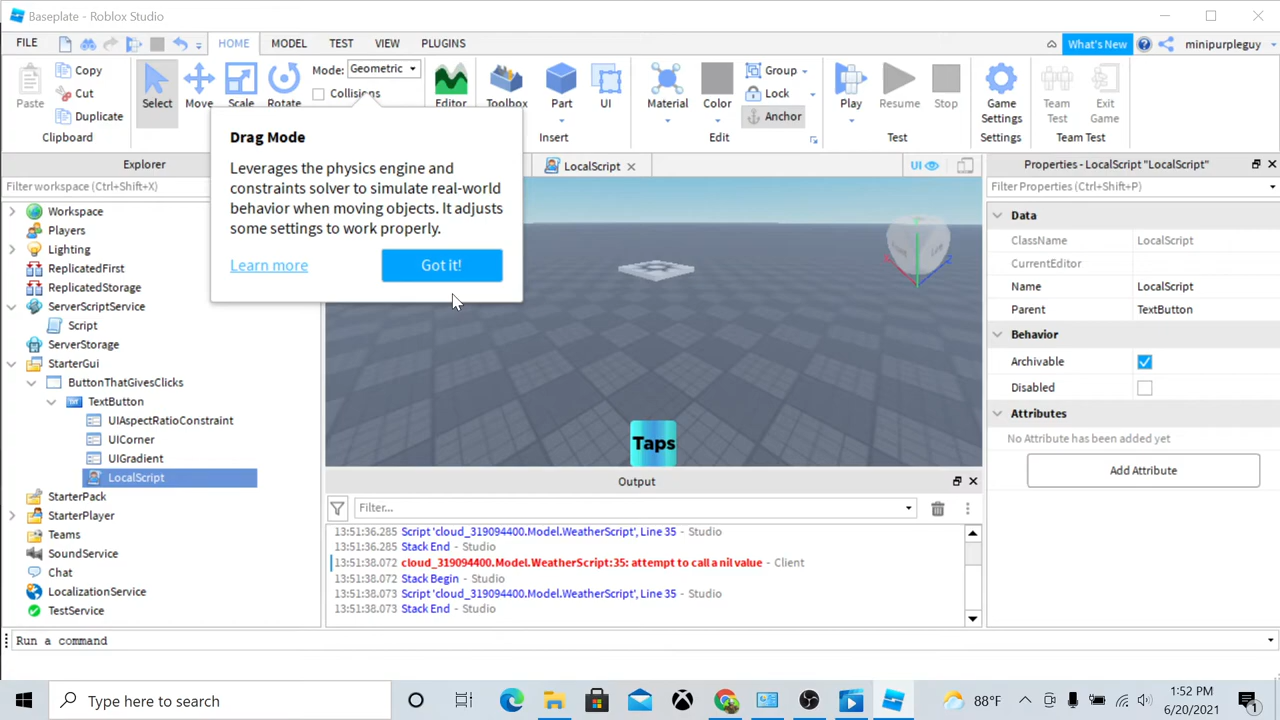 Baseplate - Roblox Studio
FILE HOME MODEL TEST VIEW PLUGINS What's New minipurpleguy
Paste Copy Cut Duplicate Clipboard
Select Move Scale Rotate Mode: Geometric Collisions
Editor Toolbox Part UI Insert
Material Color Group Lock Anchor Edit
Play Resume Stop Test
Game Settings Settings
Team Test Exit Game Team Test
Drag Mode
Leverages the physics engine and
constraints solver to simulate real-world
behavior when moving objects. It adjusts
some settings to work properly.
Learn more Got it!
Explorer
Filter workspace (Ctrl+Shift+X)
Workspace
Players
Lighting
ReplicatedFirst
ReplicatedStorage
ServerScriptService
Script
ServerStorage
StarterGui
ButtonThatGivesClicks
TextButton
UIAspectRatioConstraint
UICorner
UIGradient
LocalScript
StarterPack
StarterPlayer
Teams
SoundService
Chat
LocalizationService
TestService
LocalScript
UI
Taps
Output
Filter...
13:51:36.285 Script 'cloud_319094400.Model.WeatherScript', Line 35 - Studio
13:51:36.285 Stack End - Studio
13:51:38.072 cloud_319094400.Model.WeatherScript:35: attempt to call a nil value - Client
13:51:38.072 Stack Begin - Studio
13:51:38.073 Script 'cloud_319094400.Model.WeatherScript', Line 35 - Studio
13:51:38.073 Stack End - Studio
Properties - LocalScript "LocalScript"
Filter Properties (Ctrl+Shift+P)
Data
ClassName LocalScript
CurrentEditor
Name LocalScript
Parent TextButton
Behavior
Archivable
Disabled
Attributes
No Attribute has been added yet
Add Attribute
Run a command
Type here to search
88°F
1:52 PM
6/20/2021
1